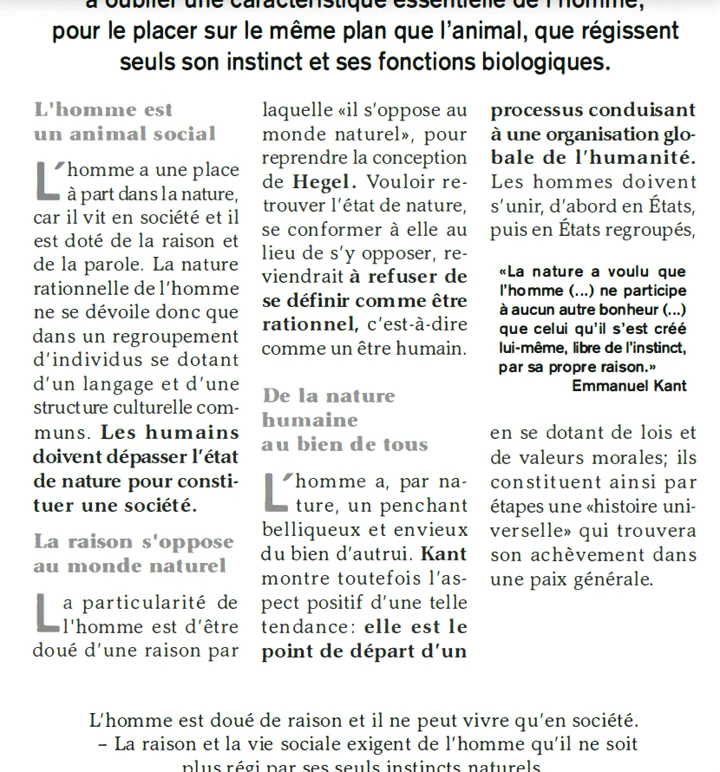 à oublier une caractéristique essentielle de l'homme,
pour le placer sur le même plan que l'animal, que régissent
seuls son instinct et ses fonctions biologiques.
L'homme est
un animal social
L'homme a une place
à part dans la nature,
car il vit en société et il
est doté de la raison et
de la parole. La nature
rationnelle de l'homme
ne se dévoile donc que
dans un regroupement
d'individus se dotant
d'un langage et d'une
structure culturelle com-
muns. Les humains
doivent dépasser l'état
de nature pour consti-
tuer une société.
La raison s'oppose
au monde naturel
La particularité de
l'homme est d'être
doué d'une raison par
laquelle «il s'oppose au
monde naturel», pour
reprendre la conception
de Hegel. Vouloir re-
trouver l'état de nature,
se conformer à elle au
lieu de s'y opposer, re-
viendrait à refuser de
se définir comme être
rationnel, c'est-à-dire
comme un être humain.
De la nature
humaine
au bien de tous
L'homme a, par na-
ture, un penchant
belliqueux et envieux
du bien d'autrui. Kant
montre toutefois l'as-
pect positif d'une telle
tendance: elle est le
point de départ d'un
processus conduisant
à une organisation glo-
bale de l'humanité.
Les hommes doivent
s'unir, d'abord en États,
puis en États regroupés,
«La nature a voulu que
l'homme (...) ne participe
à aucun autre bonheur (...)
que celui qu'il s'est créé
lui-même, libre de l'instinct,
par sa propre raison.»
Emmanuel Kant
en se dotant de lois et
de valeurs morales; ils
constituent ainsi par
étapes une «histoire uni-
verselle» qui trouvera
son achèvement dans
une paix générale.
L'homme est doué de raison et il ne peut vivre qu'en société.
– La raison et la vie sociale exigent de l'homme qu'il ne soit
plus régi par ses seuls instincts naturels